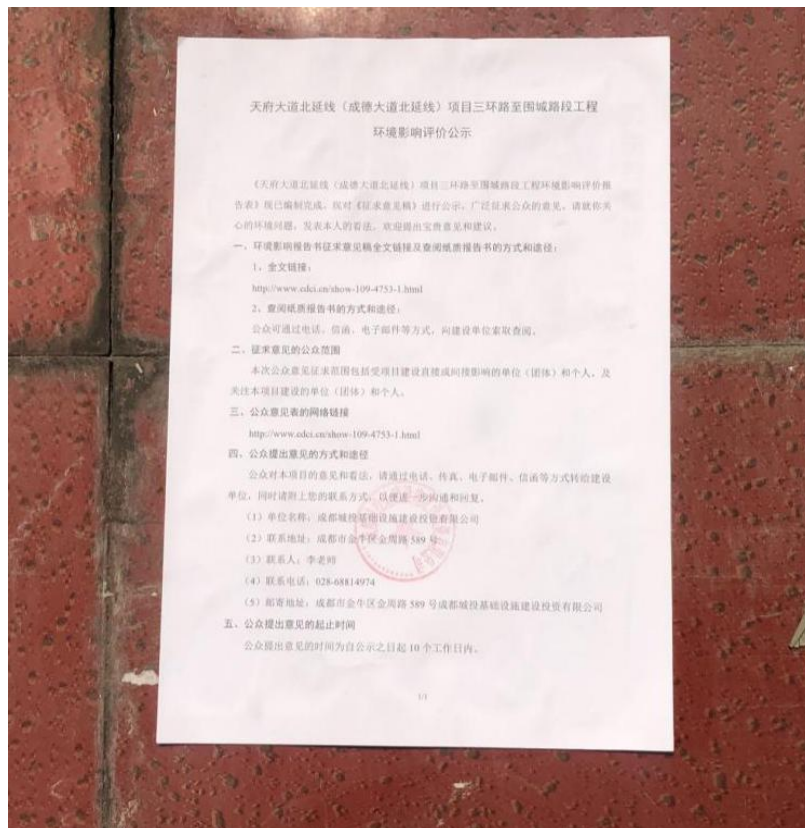 天府大道北延线（成德大道北延线）项目三环路至围城路段工程
环境影响评价公示
《天府大道北延线（成德大道北延线）项目三环路至围城路段工程环境影响评价报
告表》现已编制完成。现对《征求意见稿》进行公示，广泛征求公众的意见，请就你关
心的环境问题，发表本人的看法，欢迎提出宝贵意见和建议。
一、环境影响报告书征求意见稿全文链接及查阅纸质报告书的方式和途径：
1、全文链接：
http://www.cdci.cn/show-109-4753-1.html
2、查阅纸质报告书的方式和途径：
公众可通过电话、信函、电子邮件等方式，向建设单位索取查阅。
二、征求意见的公众范围
本次公众意见征求范围包括受项目建设直接或间接影响的单位（团体）和个人，及
关注本项目建设的单位（团体）和个人。
三、公众意见表的网络链接
http://www.cdci.cn/show-109-4753-1.html
四、公众提出意见的方式和途径
公众对本项目的意见和看法，请通过电话、传真、电子邮件、信函等方式转给建设
单位，同时请附上您的联系方式，以便进一步沟通和回复。
（1）单位名称：成都城投基础设施建设投资有限公司
（2）联系地址：成都市金牛区金周路 589 号
（3）联系人：李老师
（4）联系电话：028-68814974
（5）邮寄地址：成都市金牛区金周路 589 号成都城投基础设施建设投资有限公司
五、公众提出意见的起止时间
公众提出意见的时间为自公示之日起 10 个工作日内。
1/1